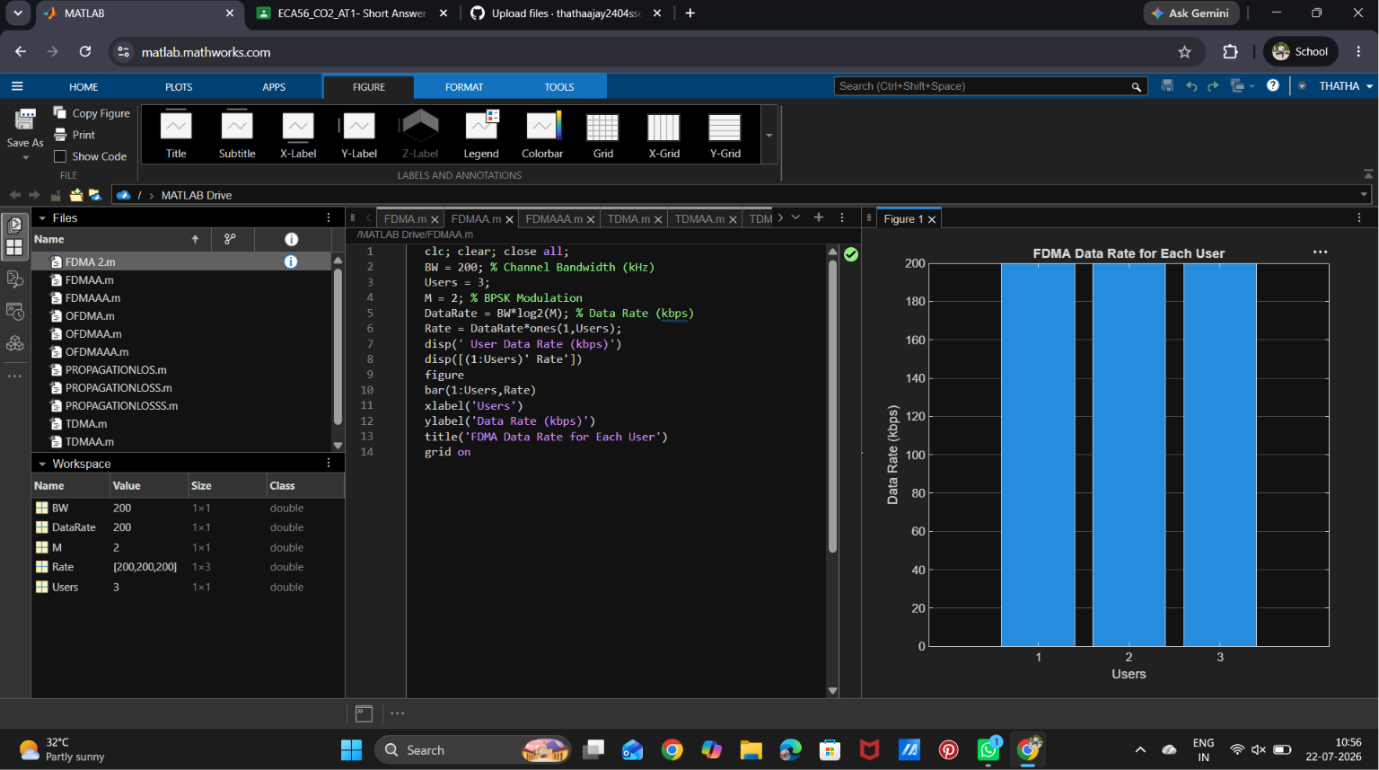 MATLAB
ECA56_CO2_AT1- Short Answer
Upload files · thathaajay2404sse
Ask Gemini
matlab.mathworks.com
School
HOME
PLOTS
APPS
FIGURE
FORMAT
TOOLS
Search (Ctrl+Shift+Space)
THATHA
Save As
Copy Figure
Print
Show Code
FILE
Title
Subtitle
X-Label
Y-Label
Z-Label
Legend
Colorbar
Grid
X-Grid
Y-Grid
LABELS AND ANNOTATIONS
/ > MATLAB Drive
Files
Name
FDMA 2.m
FDMAA.m
FDMAAA.m
OFDMA.m
OFDMAA.m
OFDMAAA.m
PROPAGATIONLOS.m
PROPAGATIONLOSS.m
PROPAGATIONLOSSS.m
TDMA.m
TDMAA.m
Workspace
Name Value Size Class
BW 200 1×1 double
DataRate 200 1×1 double
M 2 1×1 double
Rate [200,200,200] 1×3 double
Users 3 1×1 double
FDMA.m
FDMAA.m
FDMAAA.m
TDMA.m
TDMAA.m
TDM
/MATLAB Drive/FDMAA.m
1 clc; clear; close all;
2 BW = 200; % Channel Bandwidth (kHz)
3 Users = 3;
4 M = 2; % BPSK Modulation
5 DataRate = BW*log2(M); % Data Rate (kbps)
6 Rate = DataRate*ones(1,Users);
7 disp(' User Data Rate (kbps)')
8 disp([(1:Users)' Rate'])
9 figure
10 bar(1:Users,Rate)
11 xlabel('Users')
12 ylabel('Data Rate (kbps)')
13 title('FDMA Data Rate for Each User')
14 grid on
Figure 1
FDMA Data Rate for Each User
200
180
160
140
120
100
80
60
40
20
0
Data Rate (kbps)
1 2 3
Users
32°C
Partly sunny
Search
1
ENG
IN
10:56
22-07-2026